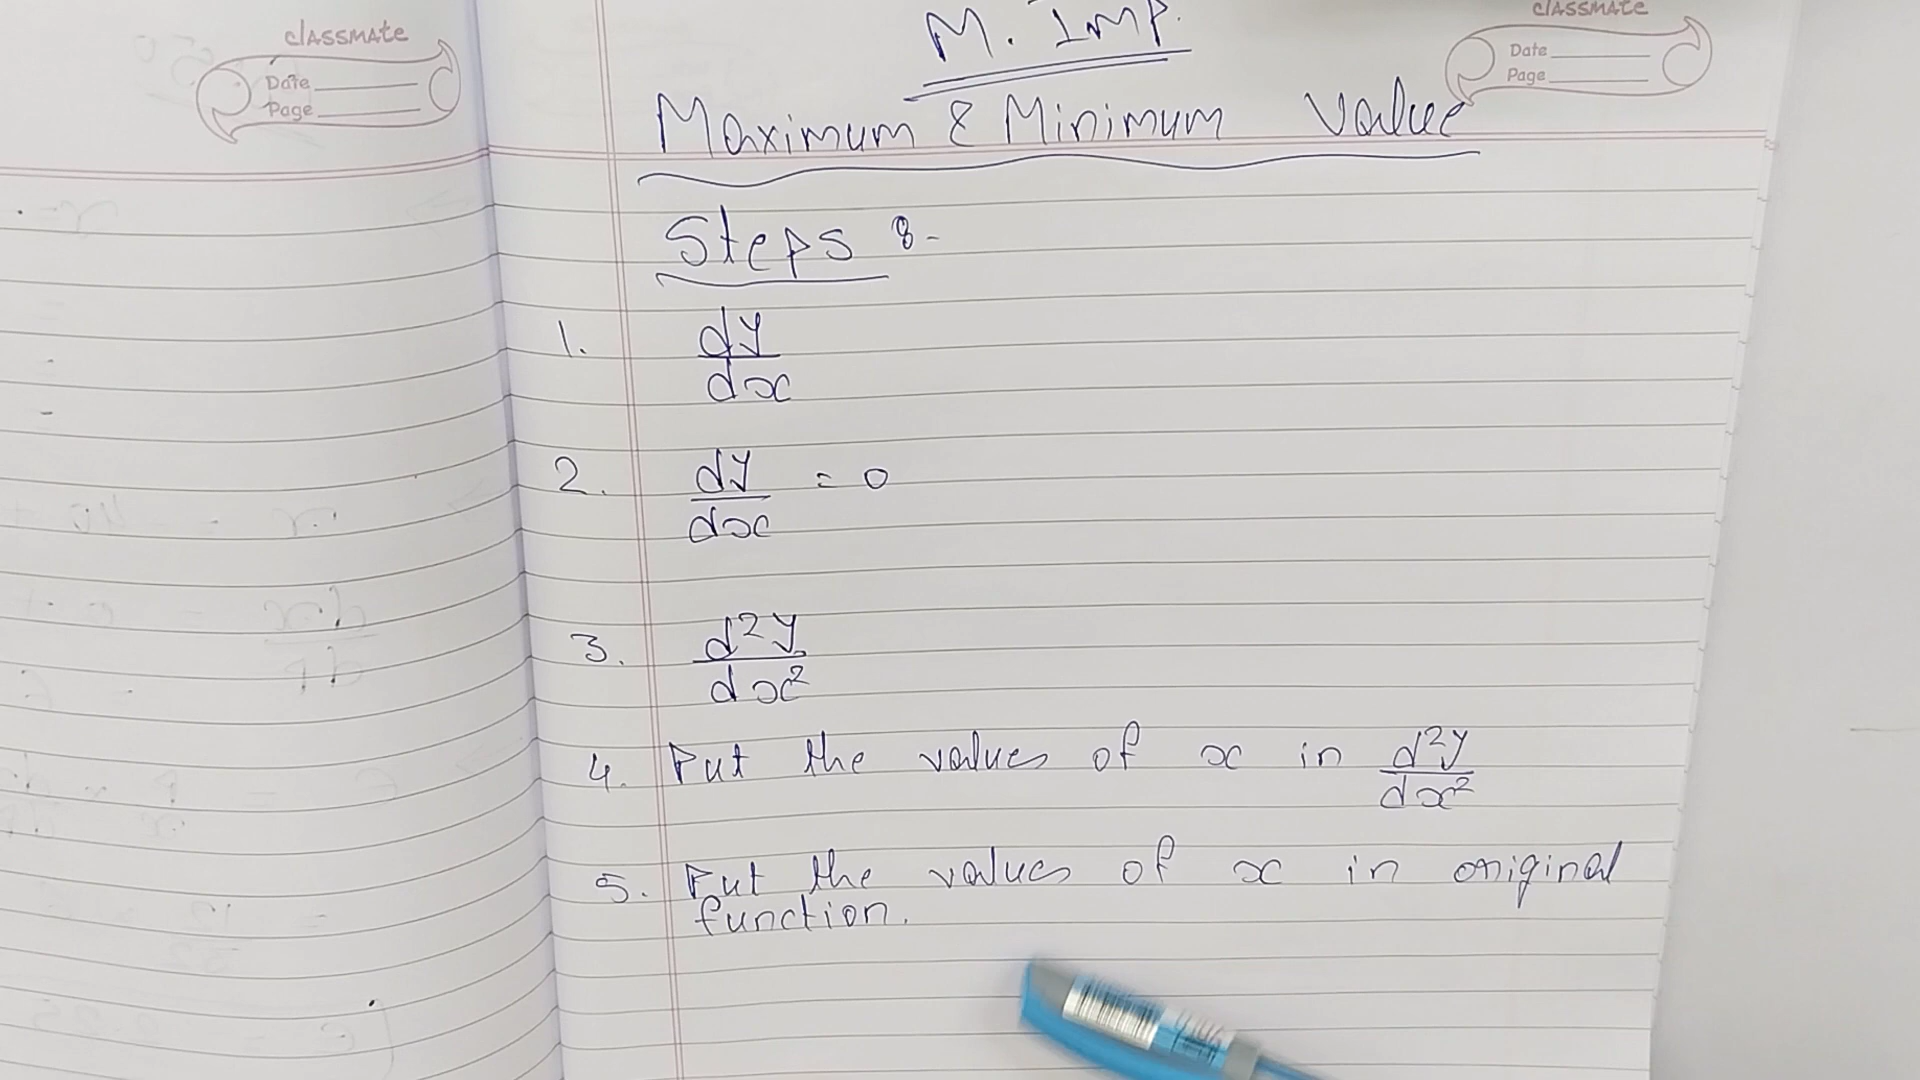 classmate
Date
Page
classmate
Date
Page
M. Imp.
Maximum & Minimum Value
Steps :-
1. dy/dx
2. dy/dx = 0
3. d²y/dx²
4. Put the values of x in d²y/dx²
5. Put the values of x in original
function.